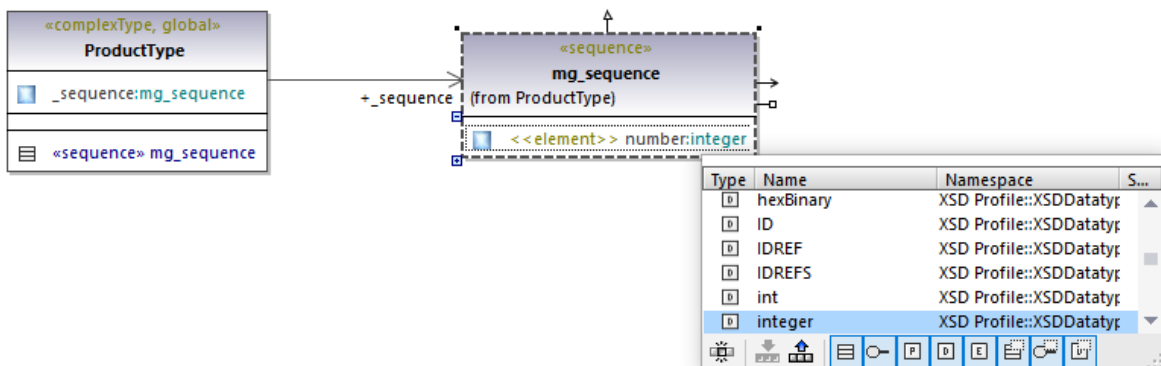 «complexType, global»
ProductType
_sequence:mg_sequence
«sequence» mg_sequence
+_sequence
«sequence»
mg_sequence
(from ProductType)
<<element>> number:integer
Type Name Namespace S...
D hexBinary XSD Profile::XSDDatatyp
D ID XSD Profile::XSDDatatyp
D IDREF XSD Profile::XSDDatatyp
D IDREFS XSD Profile::XSDDatatyp
D int XSD Profile::XSDDatatyp
D integer XSD Profile::XSDDatatyp
P D E